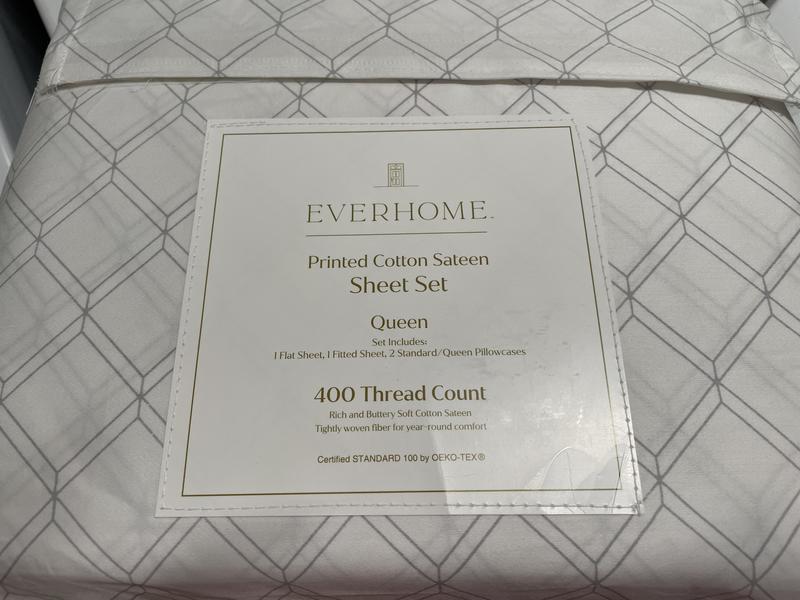 EVERHOME™
Printed Cotton Sateen
Sheet Set
Queen
Set Includes:
1 Flat Sheet, 1 Fitted Sheet, 2 Standard/Queen Pillowcases
400 Thread Count
Rich and Buttery Soft Cotton Sateen
Tightly woven fiber for year-round comfort
Certified STANDARD 100 by OEKO-TEX®